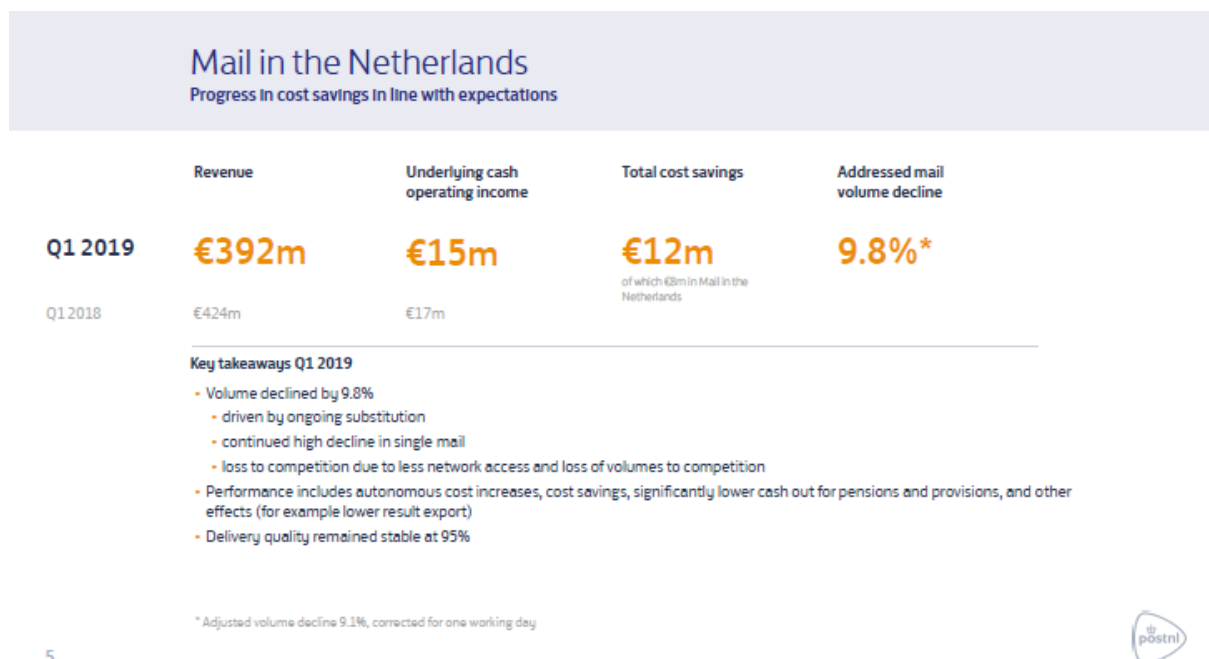 Mail in the Netherlands
Progress in cost savings in line with expectations
Revenue
Underlying cash
operating income
Total cost savings
Addressed mail
volume decline
Q1 2019
€392m
€15m
€12m
9.8%*
of which €8m in Mail in the
Netherlands
Q1 2018
€424m
€17m
Key takeaways Q1 2019
- Volume declined by 9.8%
- driven by ongoing substitution
- continued high decline in single mail
- loss to competition due to less network access and loss of volumes to competition
- Performance includes autonomous cost increases, cost savings, significantly lower cash out for pensions and provisions, and other
effects (for example lower result export)
- Delivery quality remained stable at 95%
* Adjusted volume decline 9.1%, corrected for one working day
postnl
5